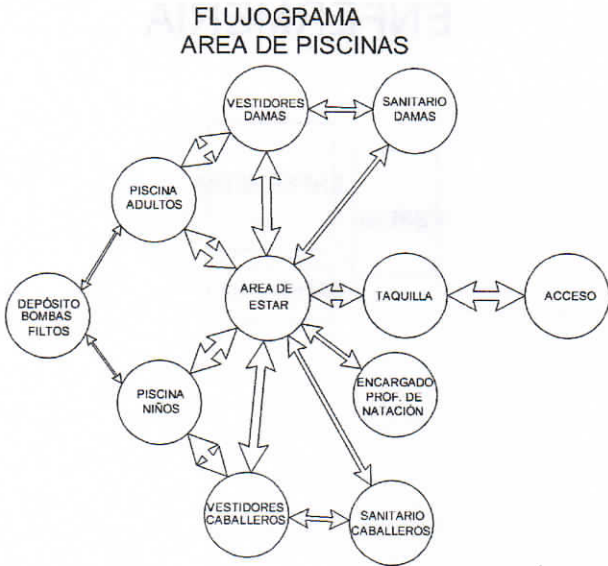 FLUJOGRAMA
AREA DE PISCINAS
VESTIDORES
DAMAS
SANITARIO
DAMAS
PISCINA
ADULTOS
AREA DE
ESTAR
TAQUILLA
ACCESO
DEPÓSITO
BOMBAS
FILTOS
PISCINA
NIÑOS
ENCARGADO
PROF. DE
NATACIÓN
VESTIDORES
CABALLEROS
SANITARIO
CABALLEROS